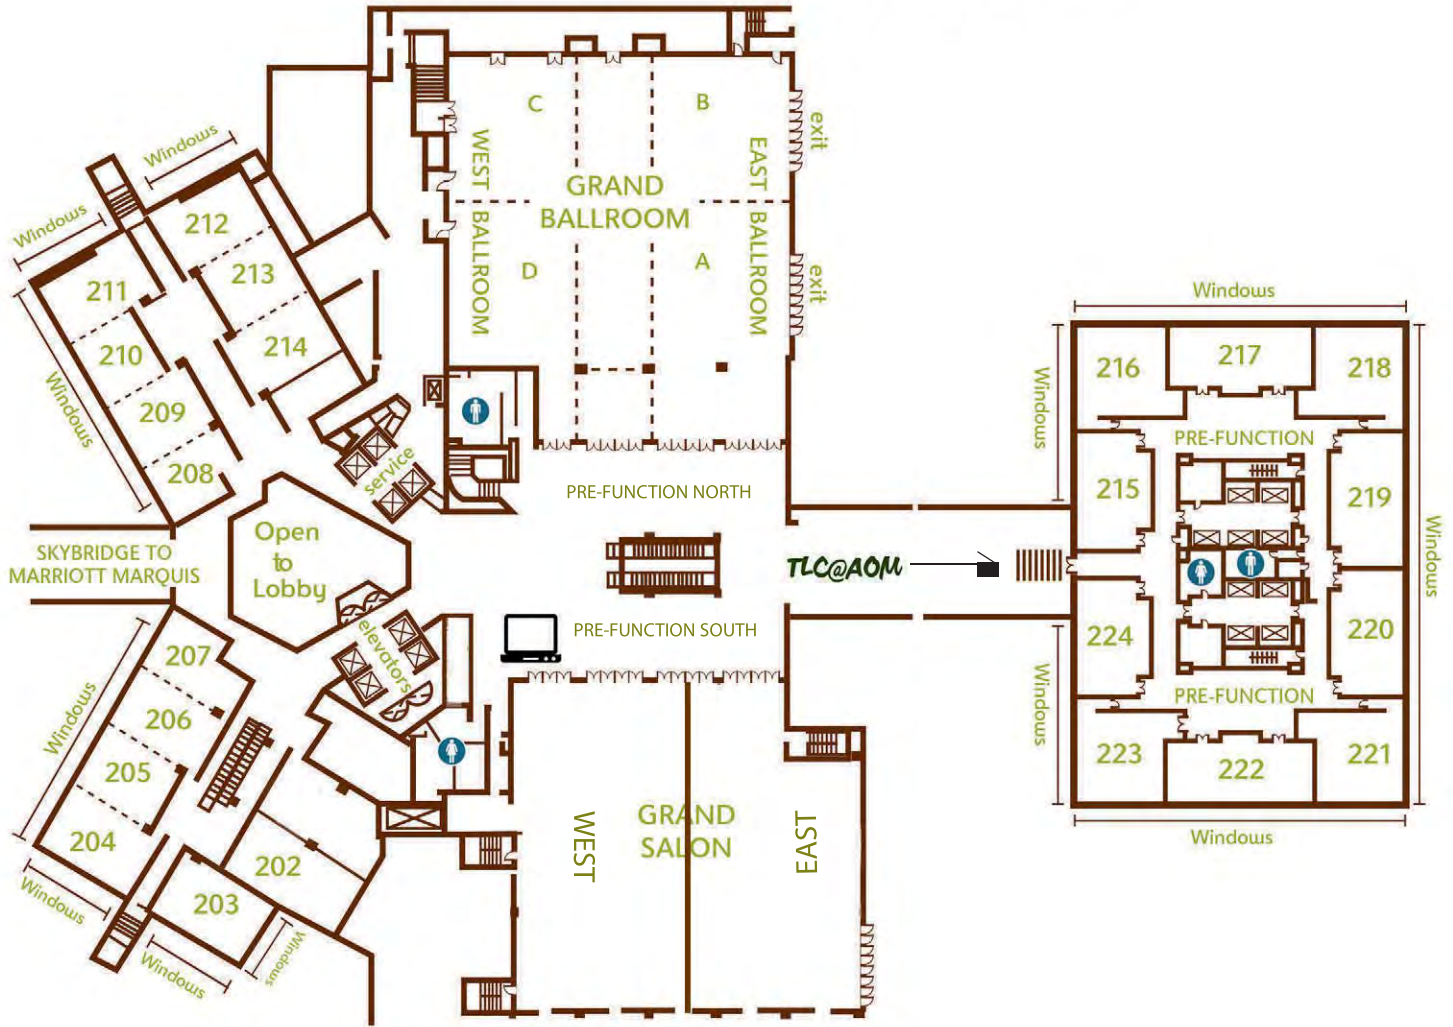 C
B
exit
Windows
WEST
EAST
GRAND
BALLROOM
212
Windows
BALLROOM
BALLROOM
213
D
A
exit
211
Windows
214
210
216
217
218
Windows
Windows
209
PRE-FUNCTION
208
service
215
219
PRE-FUNCTION NORTH
Open
to
Lobby
SKYBRIDGE TO
MARRIOTT MARQUIS
TLC@AOM
Windows
elevators
PRE-FUNCTION SOUTH
224
220
207
206
Windows
205
204
PRE-FUNCTION
Windows
223
222
221
Windows
WEST
GRAND
SALON
EAST
202
203
Windows
Windows
Windows